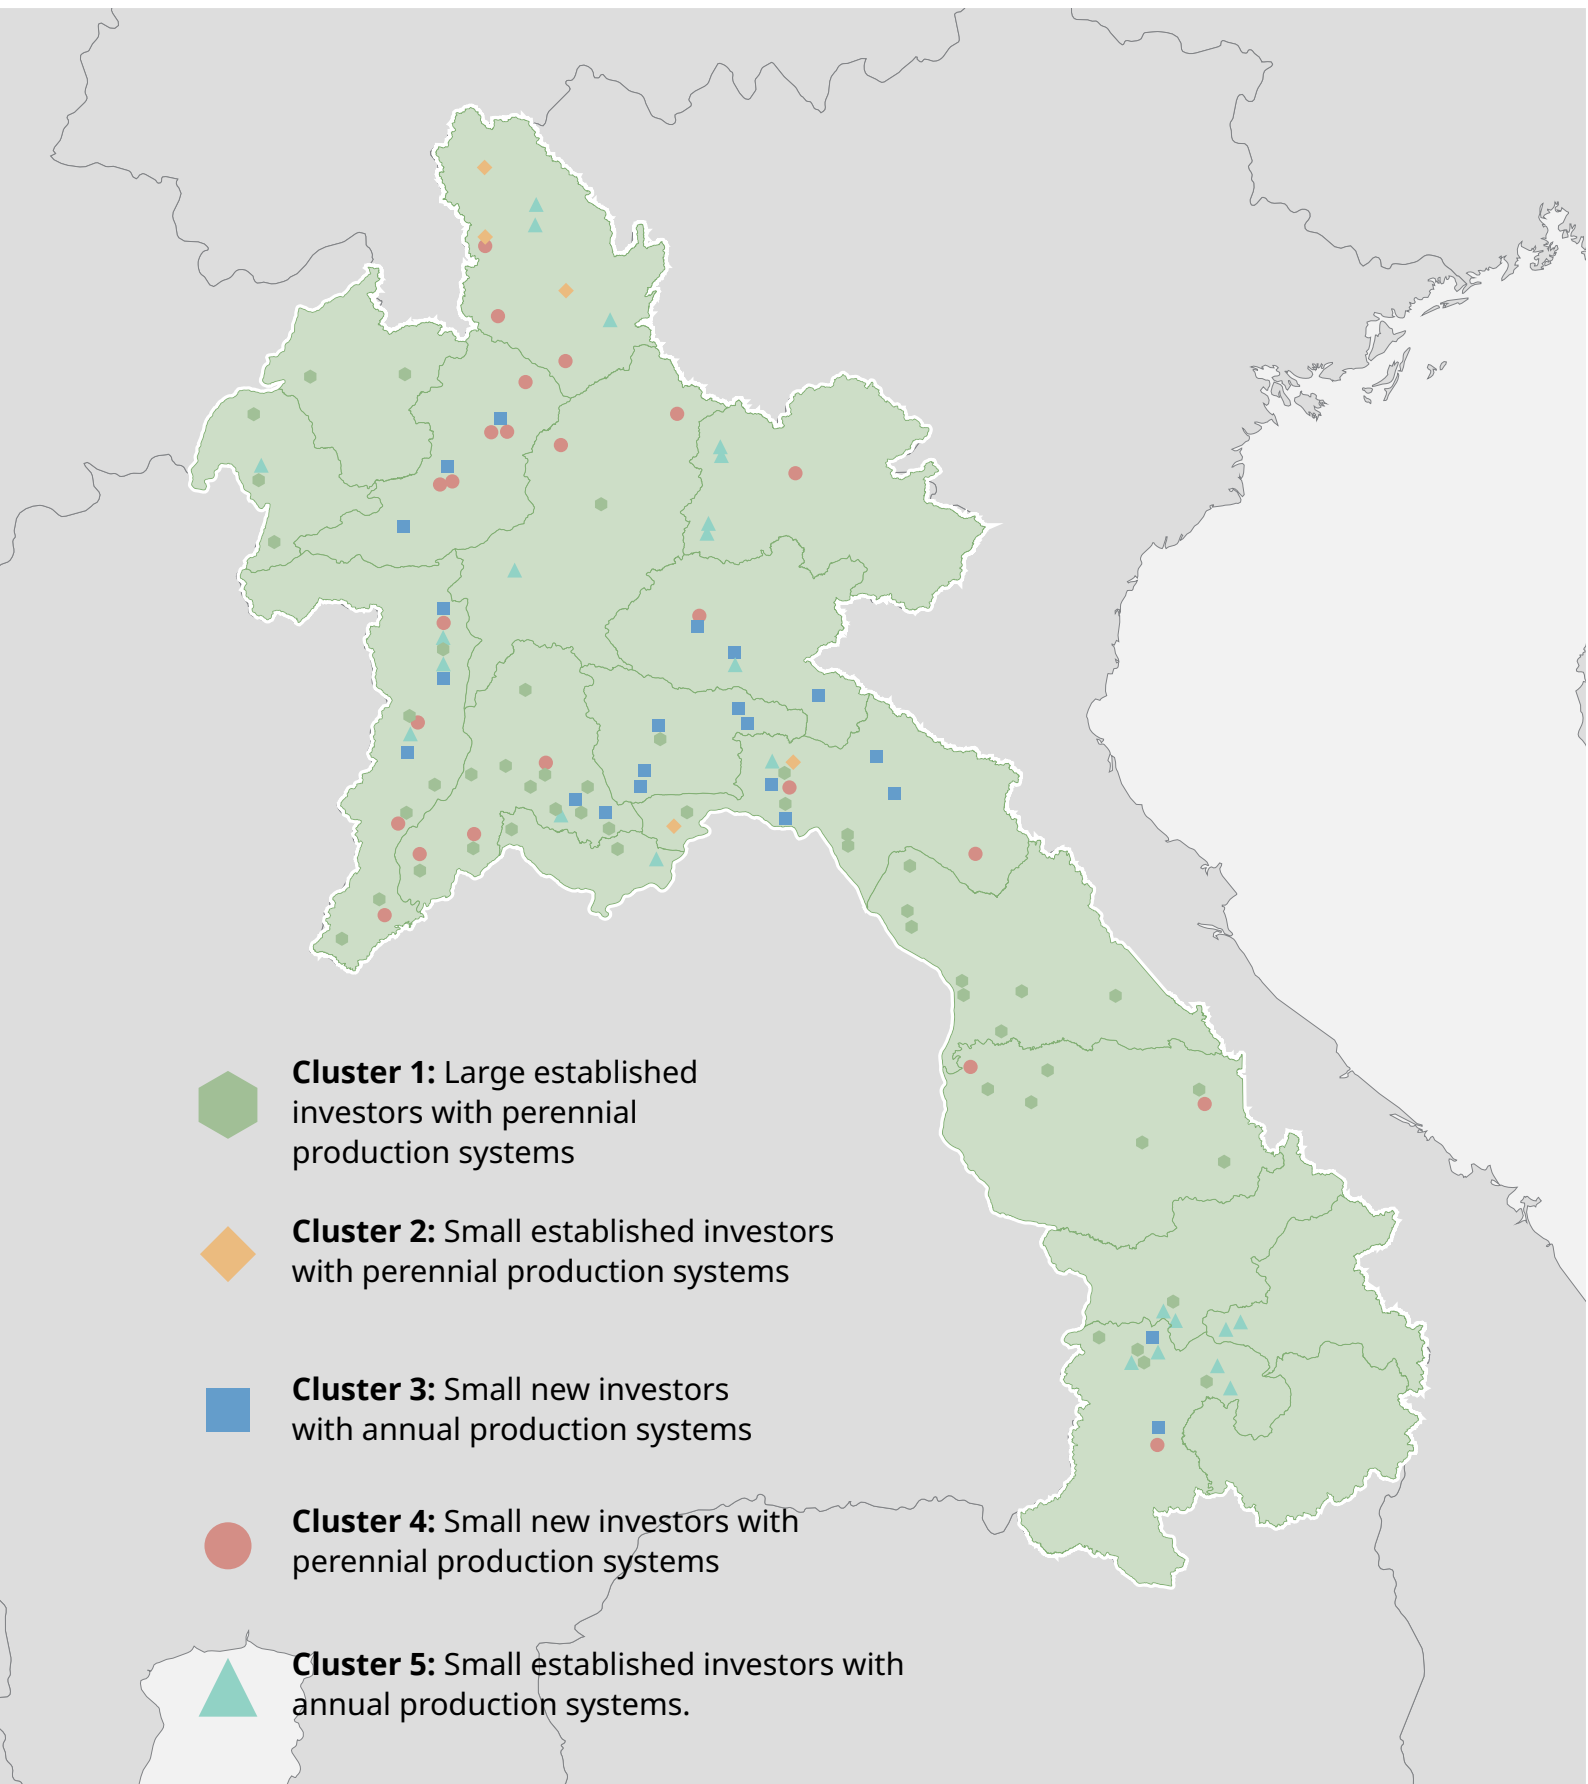 Cluster 1: Large established
investors with perennial
production systems
Cluster 2: Small established investors
with perennial production systems
Cluster 3: Small new investors
with annual production systems
Cluster 4: Small new investors with
perennial production systems
Cluster 5: Small established investors with
annual production systems.